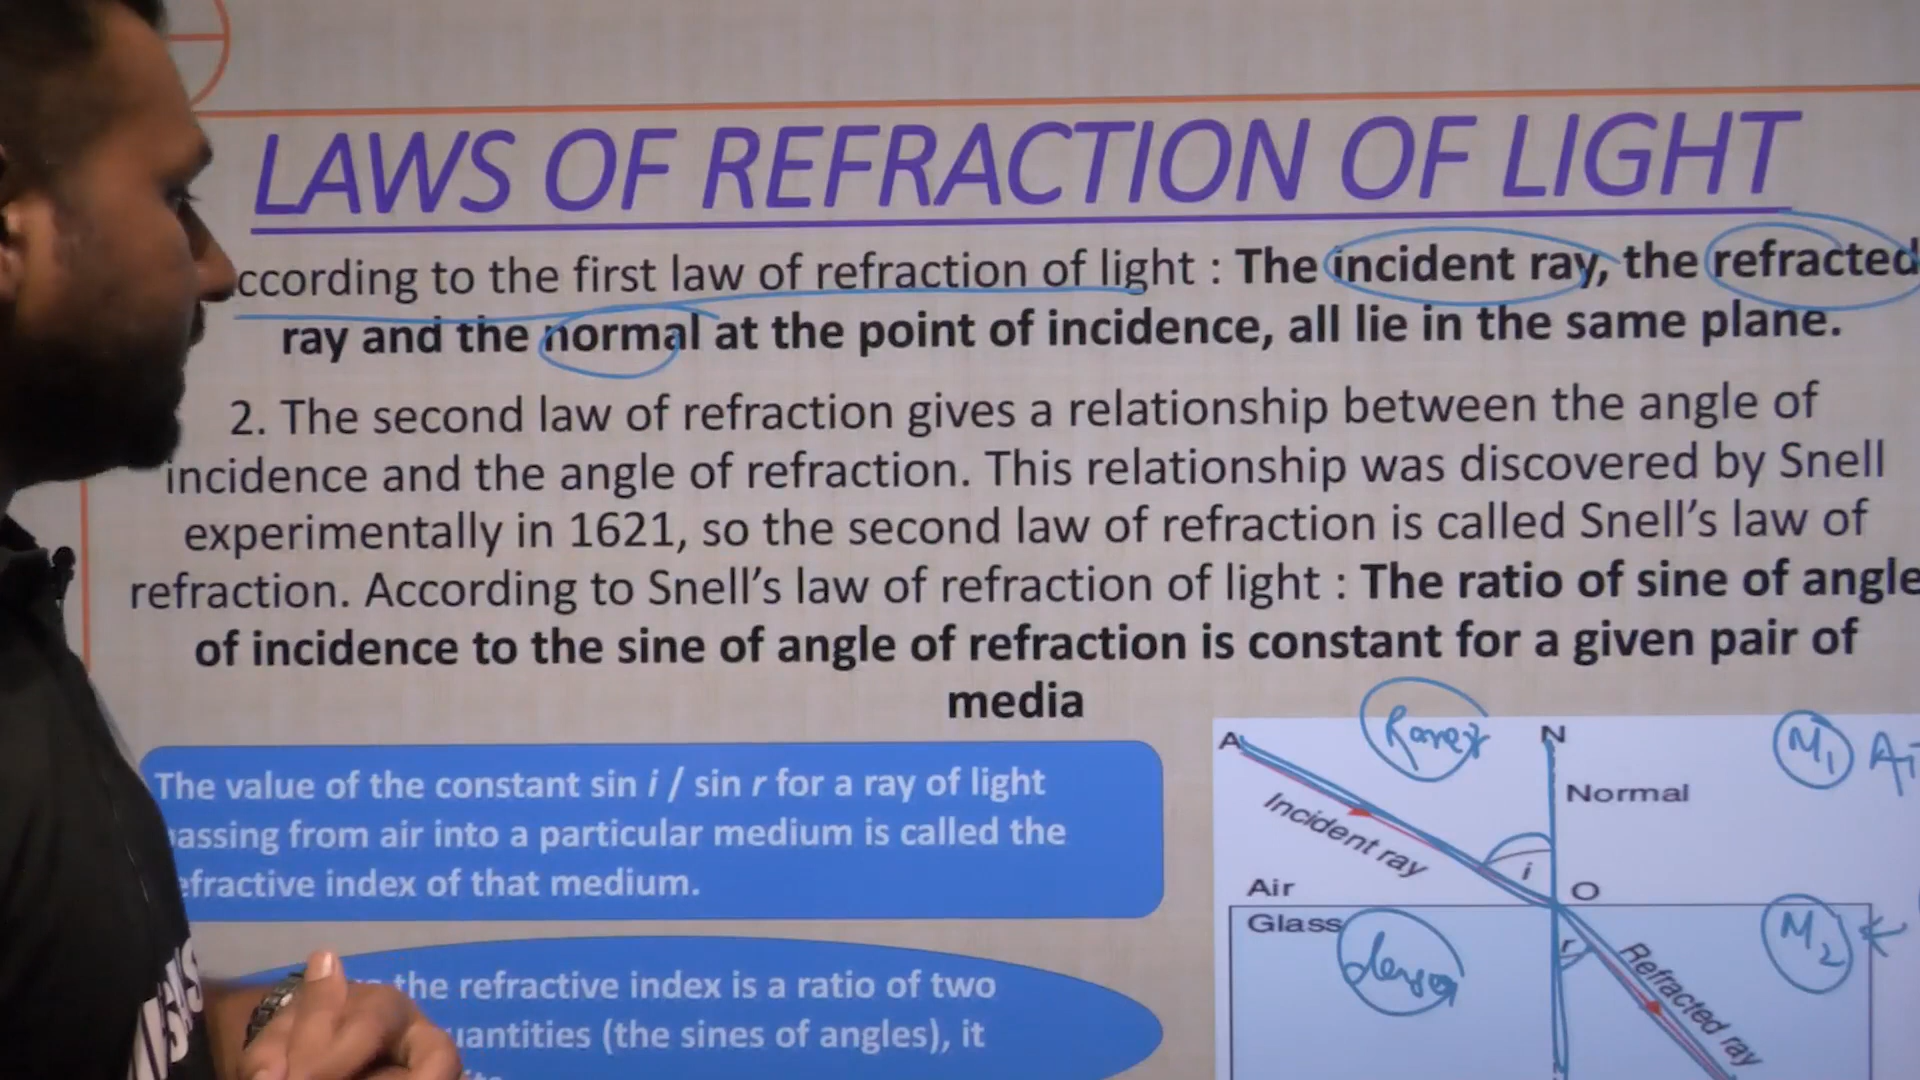 LAWS OF REFRACTION OF LIGHT
ccording to the first law of refraction of light : The incident ray, the refracted
ray and the normal at the point of incidence, all lie in the same plane.
2. The second law of refraction gives a relationship between the angle of
incidence and the angle of refraction. This relationship was discovered by Snell
experimentally in 1621, so the second law of refraction is called Snell’s law of
refraction. According to Snell’s law of refraction of light : The ratio of sine of angle
of incidence to the sine of angle of refraction is constant for a given pair of
media
The value of the constant sin i / sin r for a ray of light
assing from air into a particular medium is called the
efractive index of that medium.
the refractive index is a ratio of two
uantities (the sines of angles), it
A
Rarer
N
M1
Normal
Incident ray
i
O
Air
Glass
denser
r
M2
Refracted ray